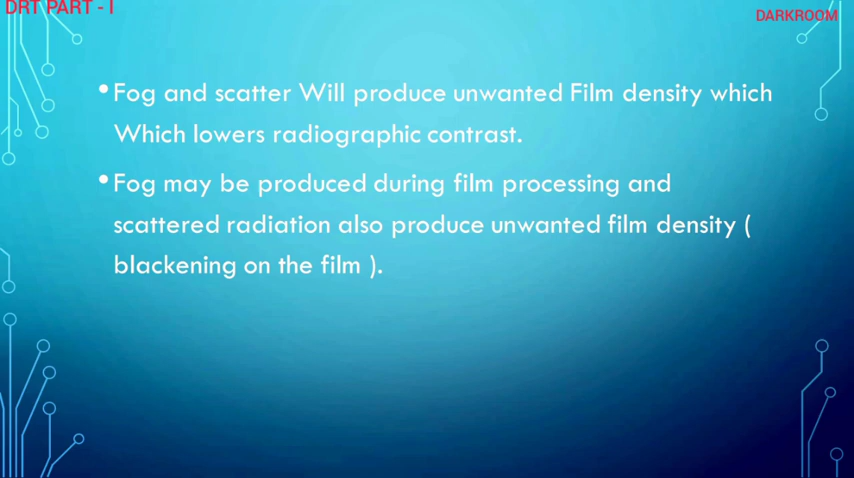 DRT PART - I
DARKROOM
•Fog and scatter Will produce unwanted Film density which
Which lowers radiographic contrast.
•Fog may be produced during film processing and
scattered radiation also produce unwanted film density (
blackening on the film ).